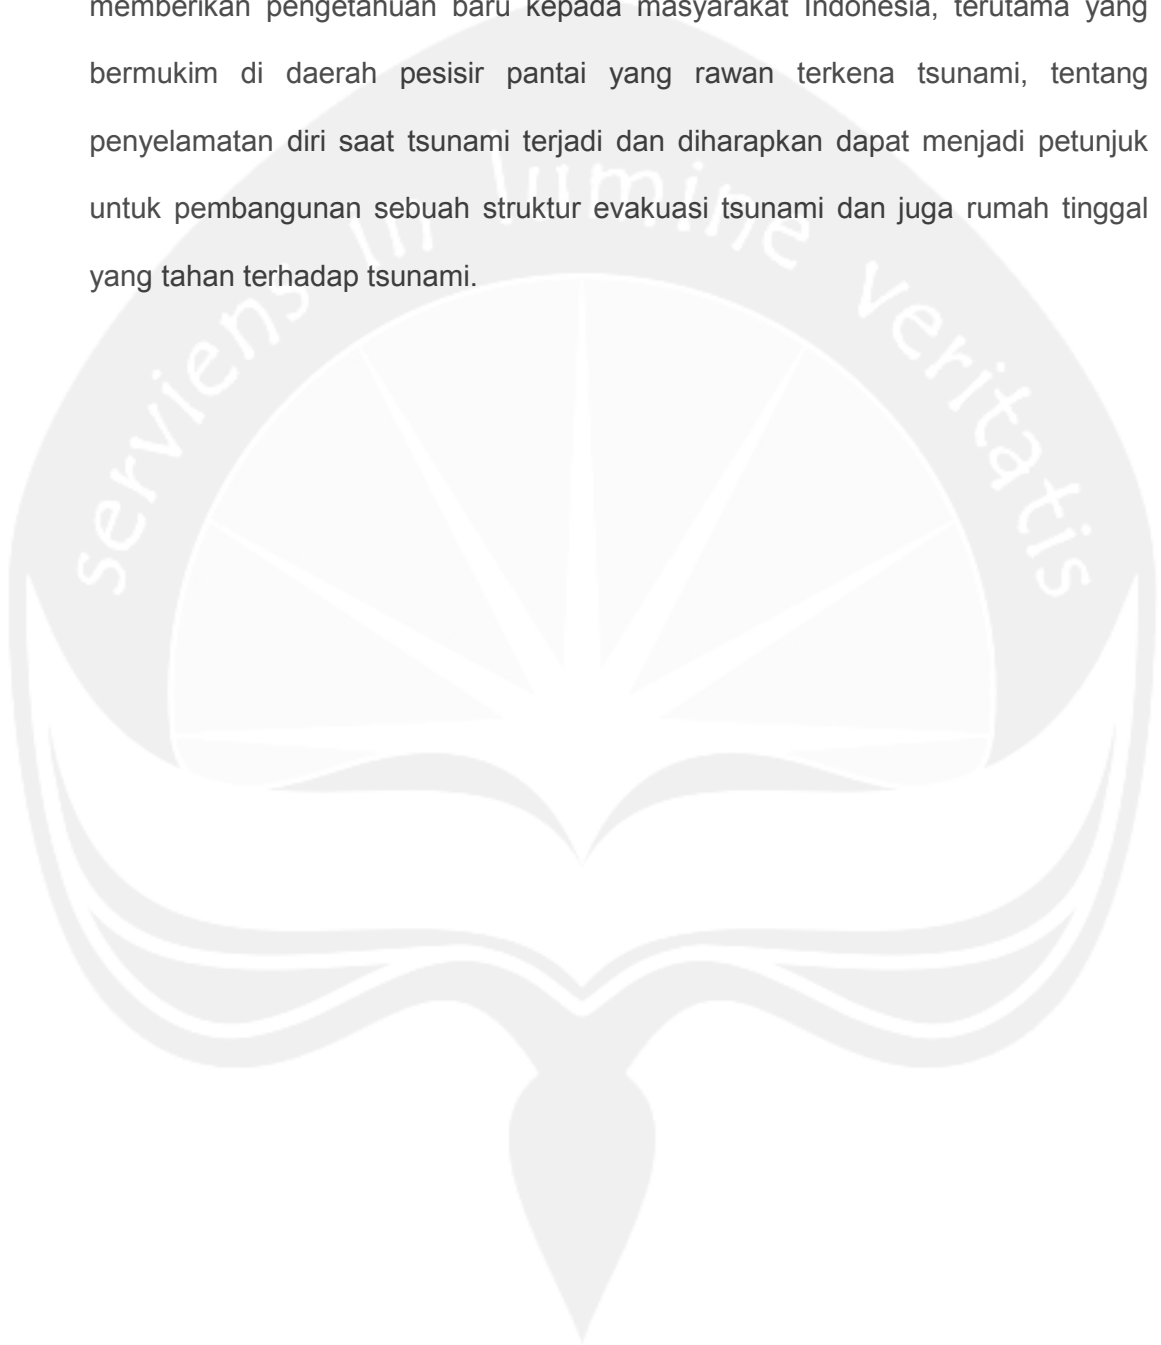 memberikan pengetahuan baru kepada masyarakat Indonesia, terutama yang
bermukim di daerah pesisir pantai yang rawan terkena tsunami, tentang
penyelamatan diri saat tsunami terjadi dan diharapkan dapat menjadi petunjuk
untuk pembangunan sebuah struktur evakuasi tsunami dan juga rumah tinggal
yang tahan terhadap tsunami.
serviens in lumine veritatis